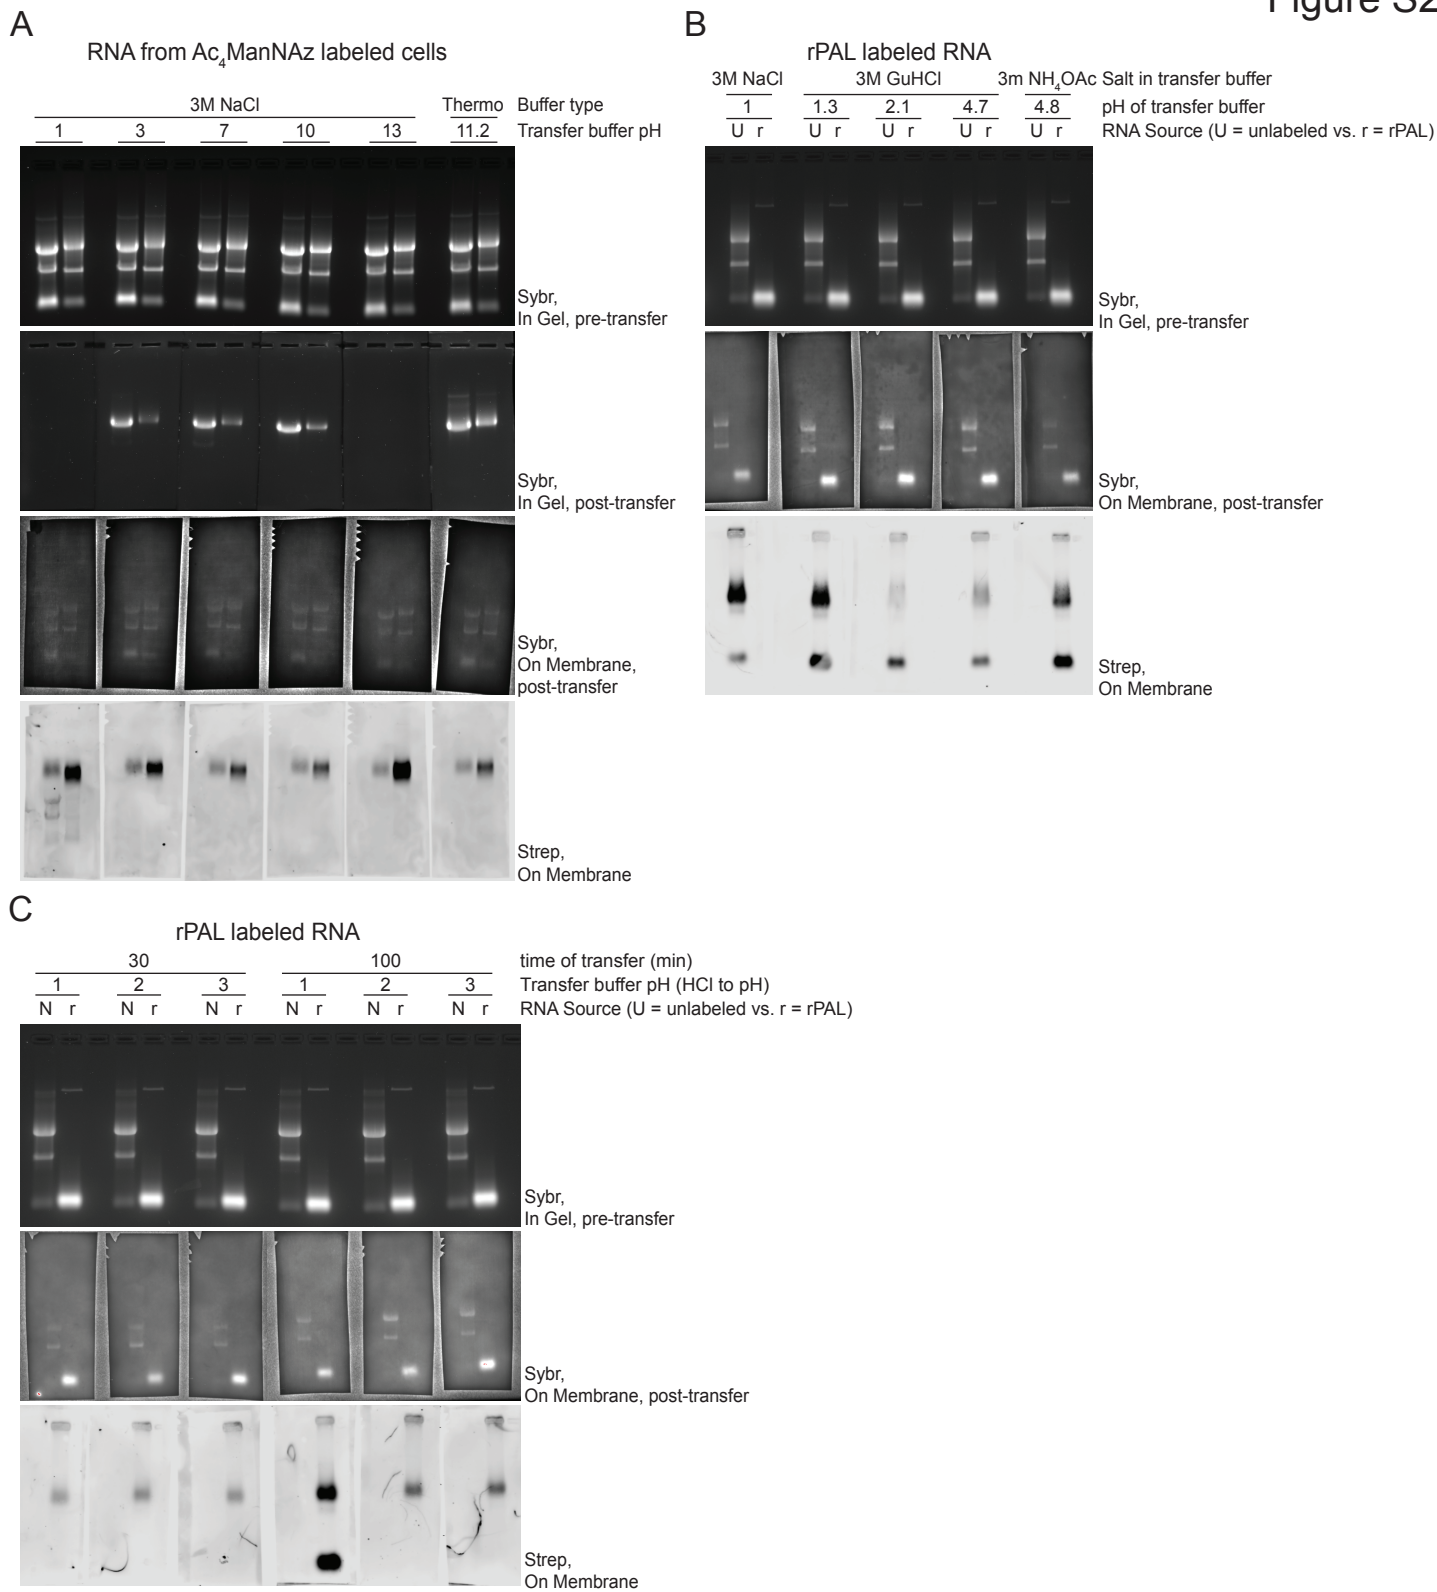 Figure S2
A
RNA from Ac4ManNAz labeled cells
3M NaCl Thermo Buffer type
1 3 7 10 13 11.2 Transfer buffer pH
Sybr,
In Gel, pre-transfer
Sybr,
In Gel, post-transfer
Sybr,
On Membrane,
post-transfer
Strep,
On Membrane
B
rPAL labeled RNA
3M NaCl 3M GuHCl 3m NH4OAc Salt in transfer buffer
1 1.3 2.1 4.7 4.8 pH of transfer buffer
U r U r U r U r U r RNA Source (U = unlabeled vs. r = rPAL)
Sybr,
In Gel, pre-transfer
Sybr,
On Membrane, post-transfer
Strep,
On Membrane
C
rPAL labeled RNA
30 100 time of transfer (min)
1 2 3 1 2 3 Transfer buffer pH (HCl to pH)
N r N r N r N r N r N r RNA Source (U = unlabeled vs. r = rPAL)
Sybr,
In Gel, pre-transfer
Sybr,
On Membrane, post-transfer
Strep,
On Membrane